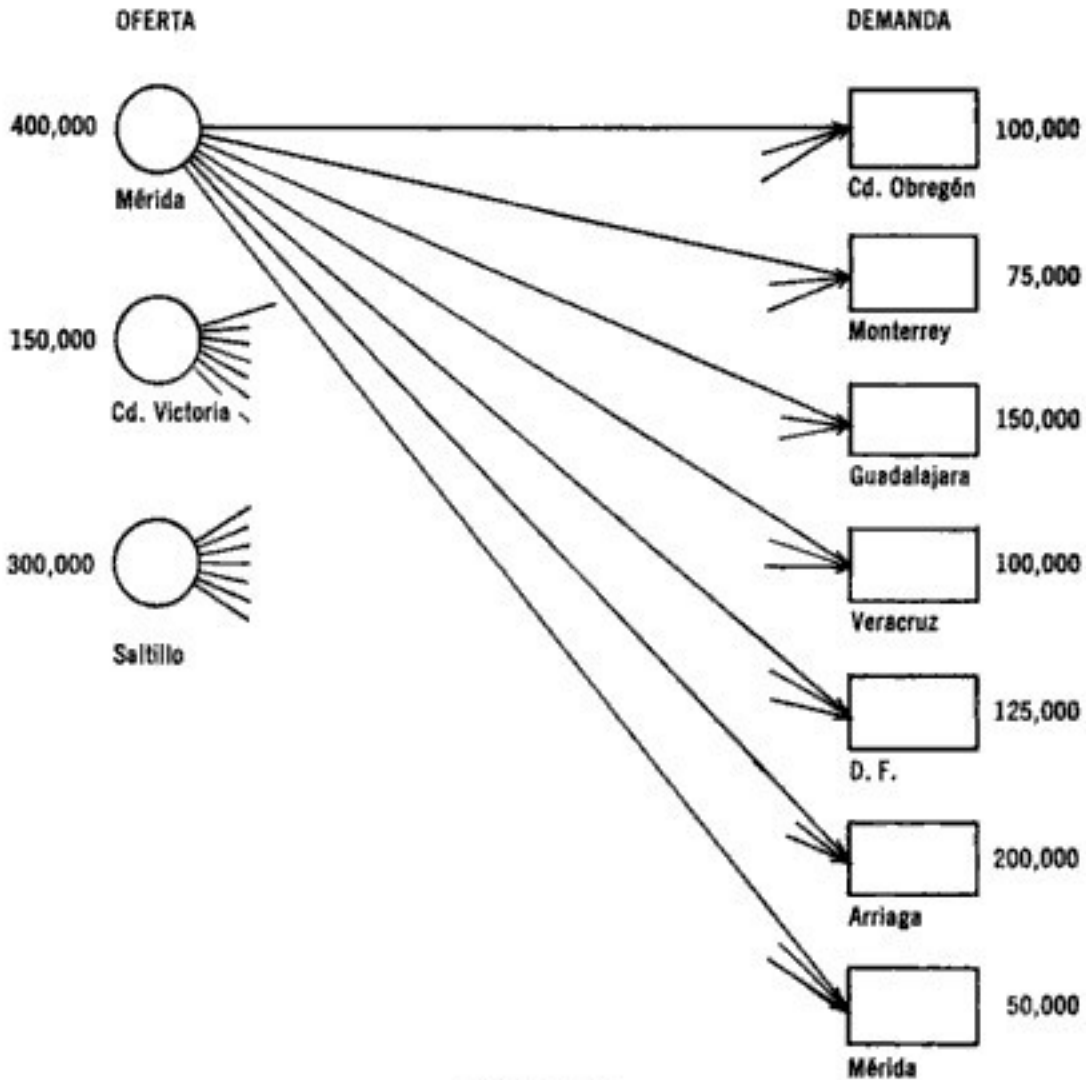 OFERTA
DEMANDA
400,000
Mérida
150,000
Cd. Victoria
300,000
Saltillo
100,000
Cd. Obregón
75,000
Monterrey
150,000
Guadalajara
100,000
Veracruz
125,000
D. F.
200,000
Arriaga
50,000
Mérida